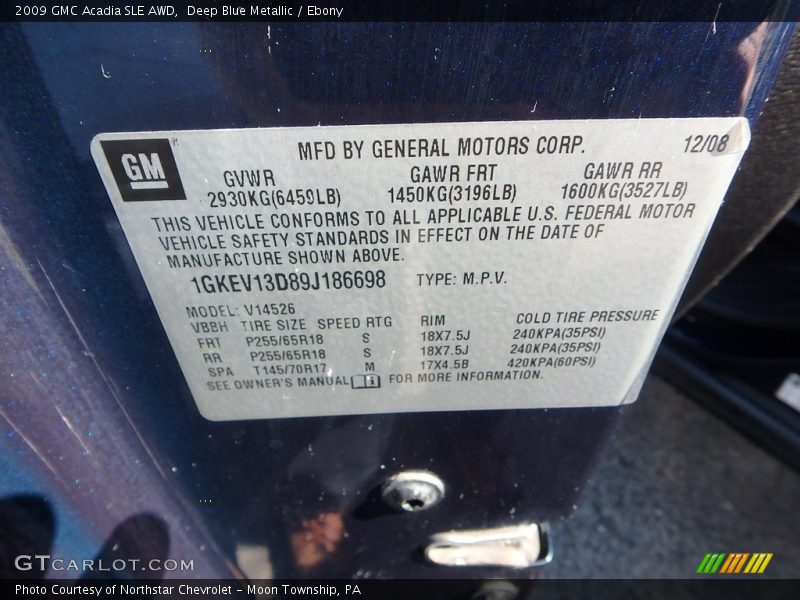 2009 GMC Acadia SLE AWD, Deep Blue Metallic / Ebony
GM
MFD BY GENERAL MOTORS CORP. 12/08
GVWR GAWR FRT GAWR RR
2930KG(6459LB) 1450KG(3196LB) 1600KG(3527LB)
THIS VEHICLE CONFORMS TO ALL APPLICABLE U.S. FEDERAL MOTOR
VEHICLE SAFETY STANDARDS IN EFFECT ON THE DATE OF
MANUFACTURE SHOWN ABOVE.
1GKEV13D89J186698 TYPE: M.P.V.
MODEL: V14526
VBBH TIRE SIZE SPEED RTG RIM COLD TIRE PRESSURE
FRT P255/65R18 S 18X7.5J 240KPA(35PSI)
RR P255/65R18 S 18X7.5J 240KPA(35PSI)
SPA T145/70R17 M 17X4.5B 420KPA(60PSI)
SEE OWNER'S MANUAL FOR MORE INFORMATION.
GTCARLOT.COM
Photo Courtesy of Northstar Chevrolet - Moon Township, PA